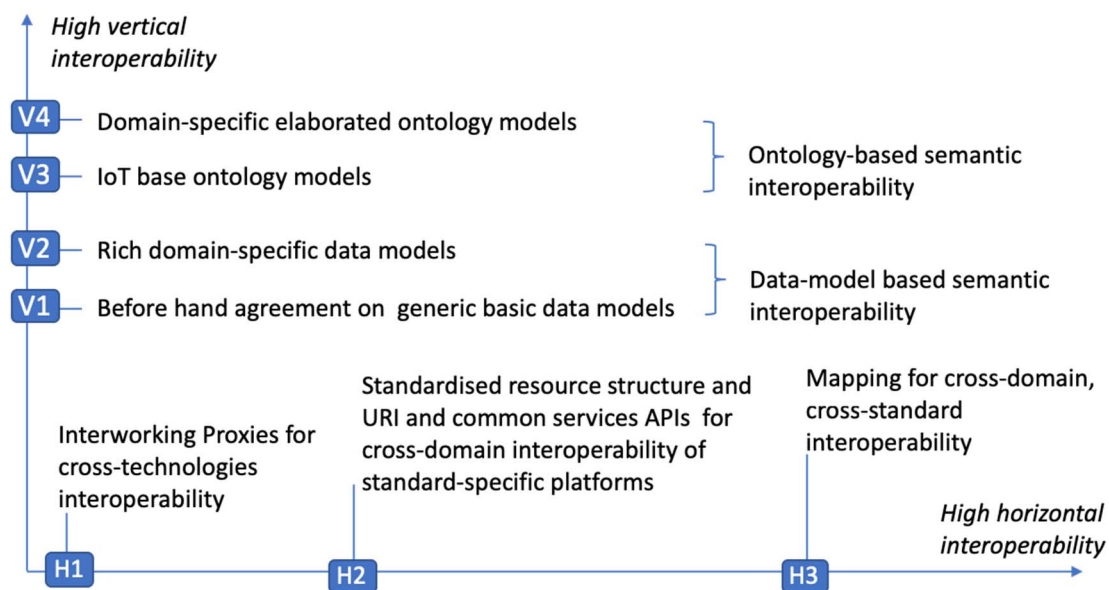 High vertical
interoperability
V4
Domain-specific elaborated ontology models
V3
IoT base ontology models
Ontology-based semantic
interoperability
V2
Rich domain-specific data models
V1
Before hand agreement on generic basic data models
Data-model based semantic
interoperability
Interworking Proxies for
cross-technologies
interoperability
Standardised resource structure and
URI and common services APIs for
cross-domain interoperability of
standard-specific platforms
Mapping for cross-domain,
cross-standard
interoperability
High horizontal
interoperability
H1
H2
H3